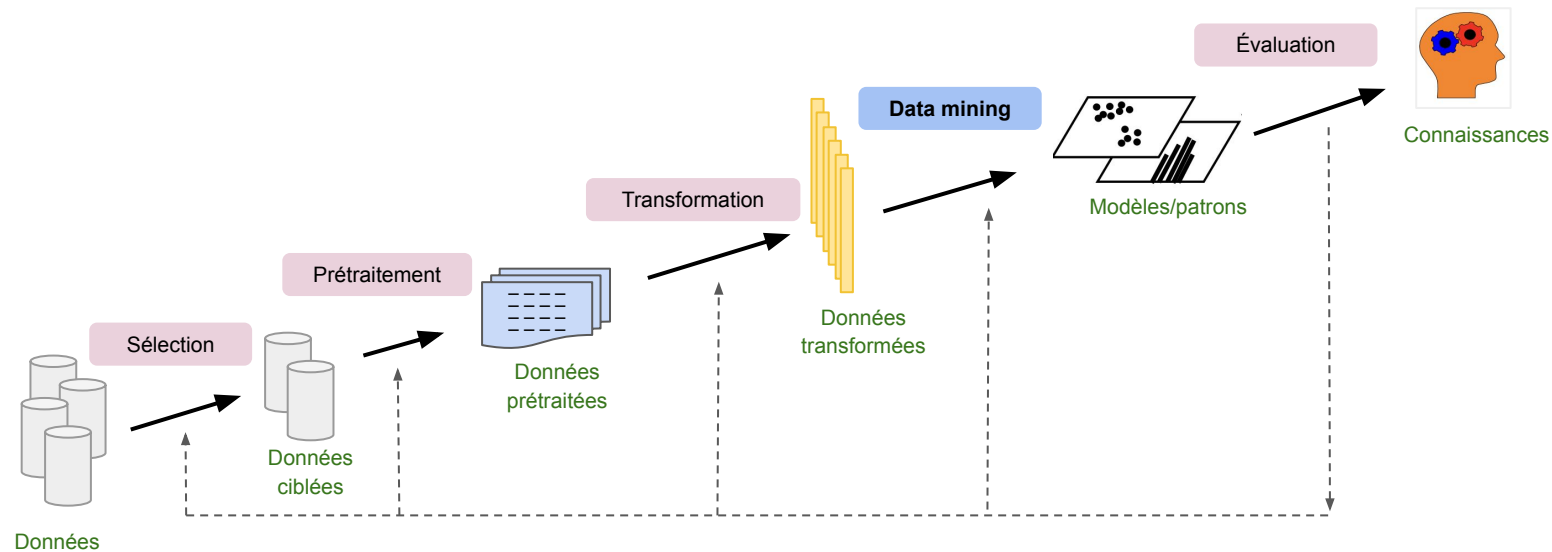 Évaluation
Connaissances
Data mining
Modèles/patrons
Transformation
Données
transformées
Prétraitement
Données
prétraitées
Sélection
Données
ciblées
Données